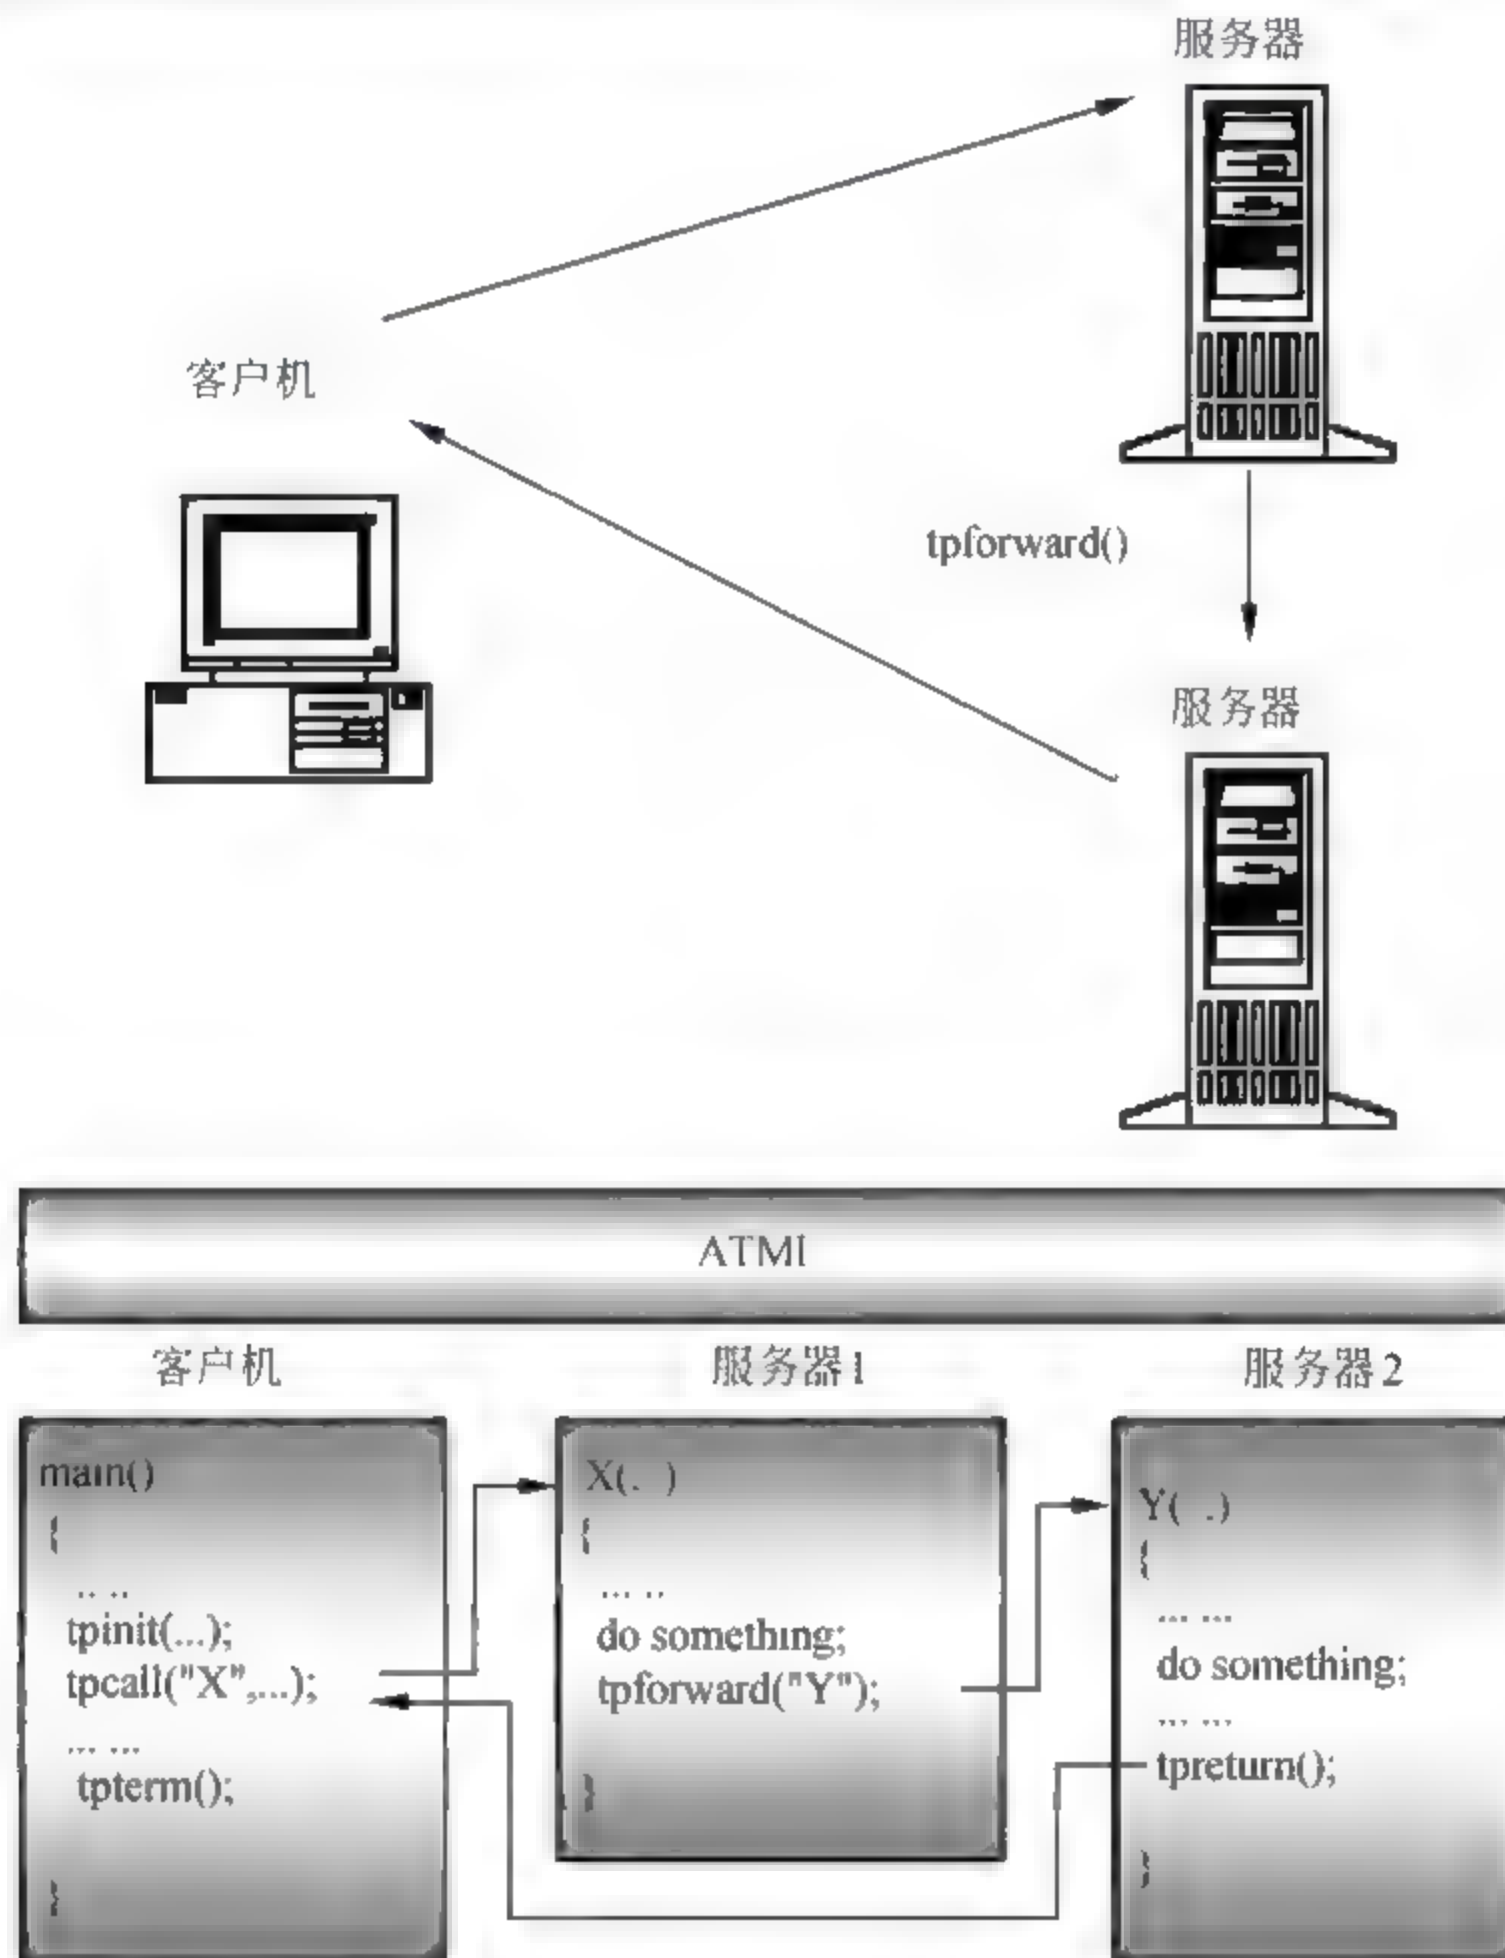 服务器
客户机
tpforward()
服务器
ATMI
客户机
服务器1
服务器2
main()
{
.. ..
tpinit(...);
tpcall("X",...);
... ...
tpterm();
}
X(. )
{
... ..
do something;
tpforward("Y");
}
Y( .)
{
... ...
do something;
... ...
tpreturn();
}